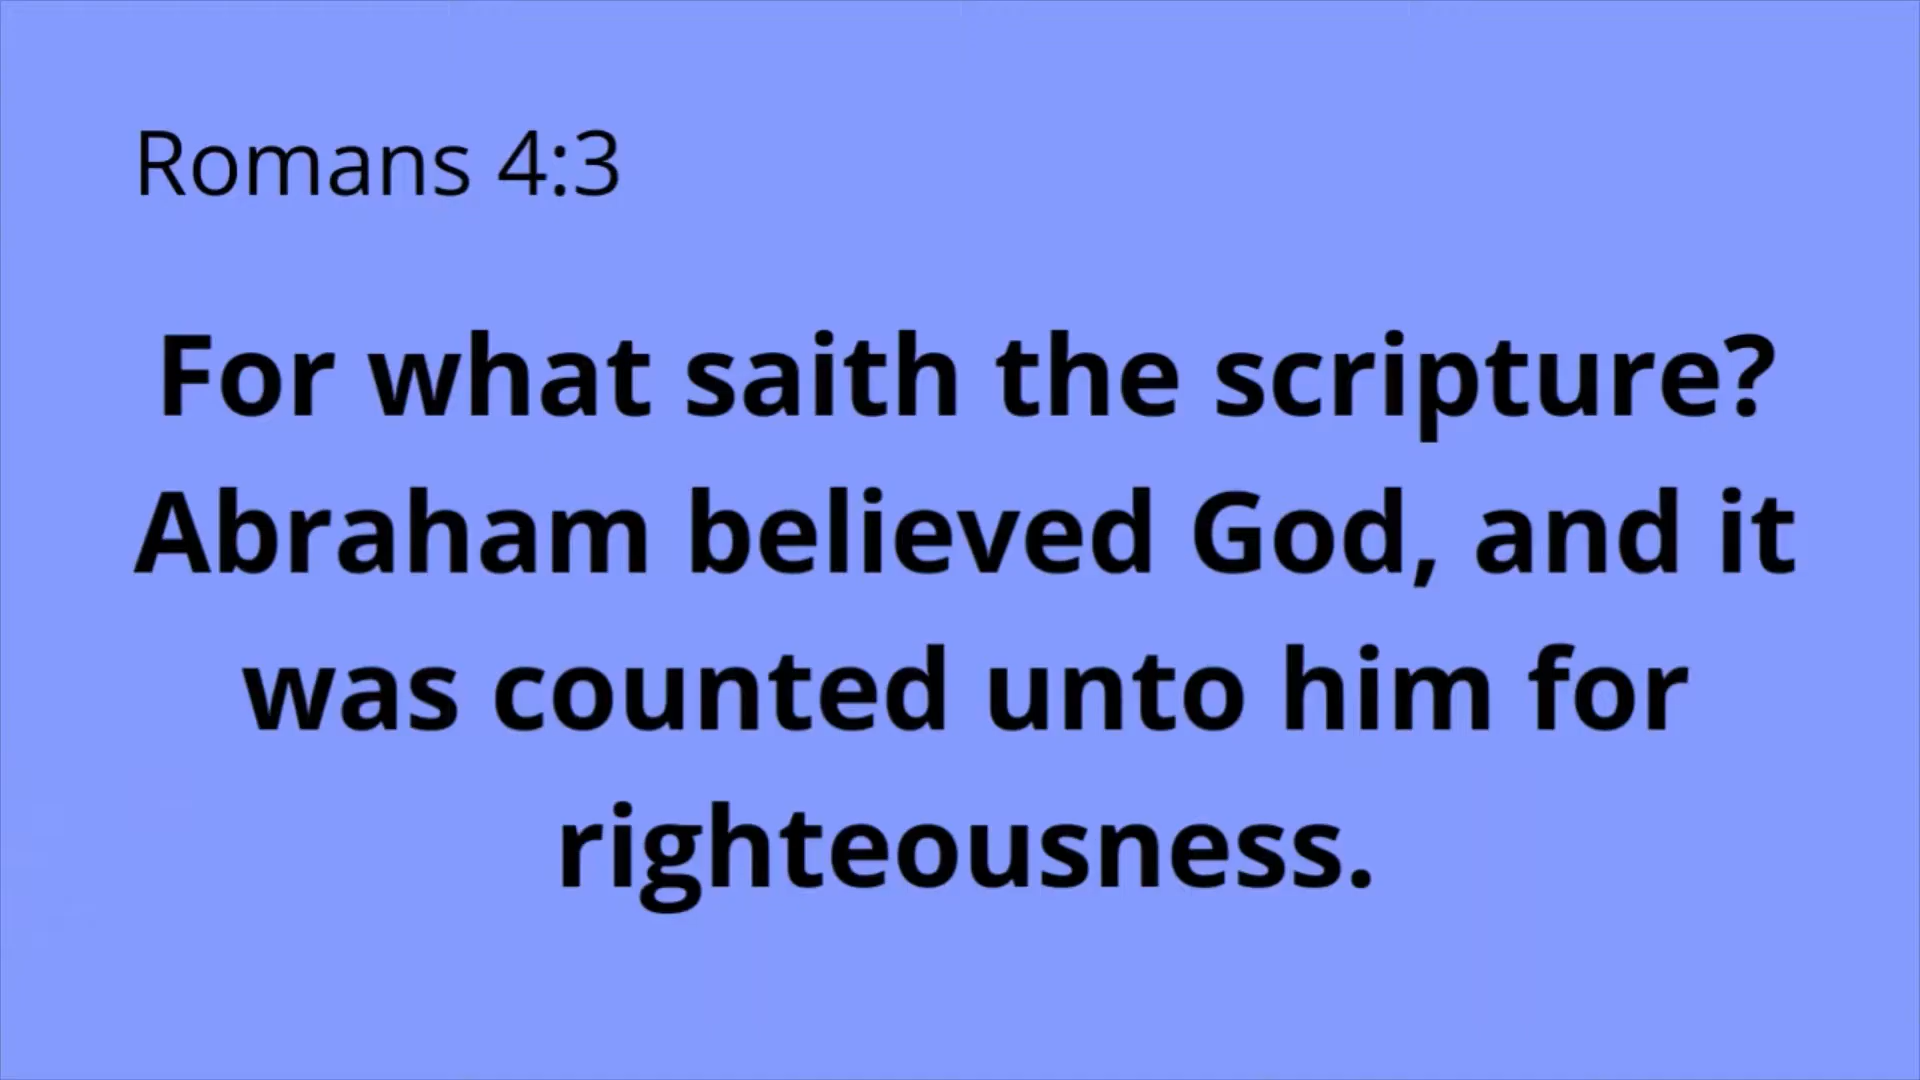 Romans 4:3
For what saith the scripture?
Abraham believed God, and it
was counted unto him for
righteousness.